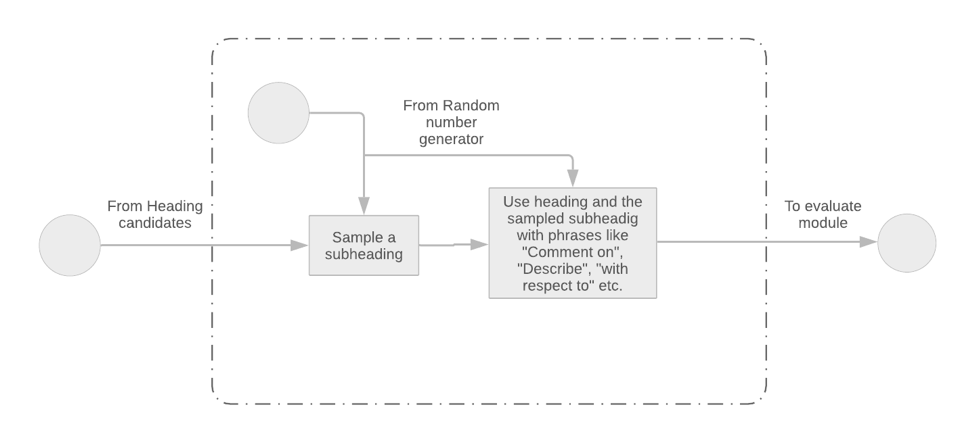 From Random
number
generator
From Heading
candidates
Sample a
subheading
Use heading and the
sampled subheadig
with phrases like
"Comment on",
"Describe", "with
respect to" etc.
To evaluate
module